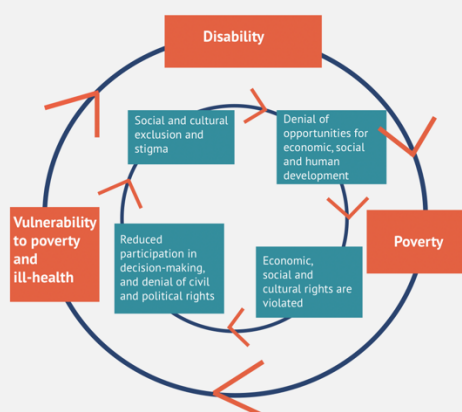 Disability
Social and cultural
exclusion and
stigma
Denial of
opportunities for
economic, social
and human
development
Vulnerability
to poverty
and
ill-health
Reduced
participation in
decision-making,
and denial of civil
and political rights
Economic,
social and
cultural rights are
violated
Poverty